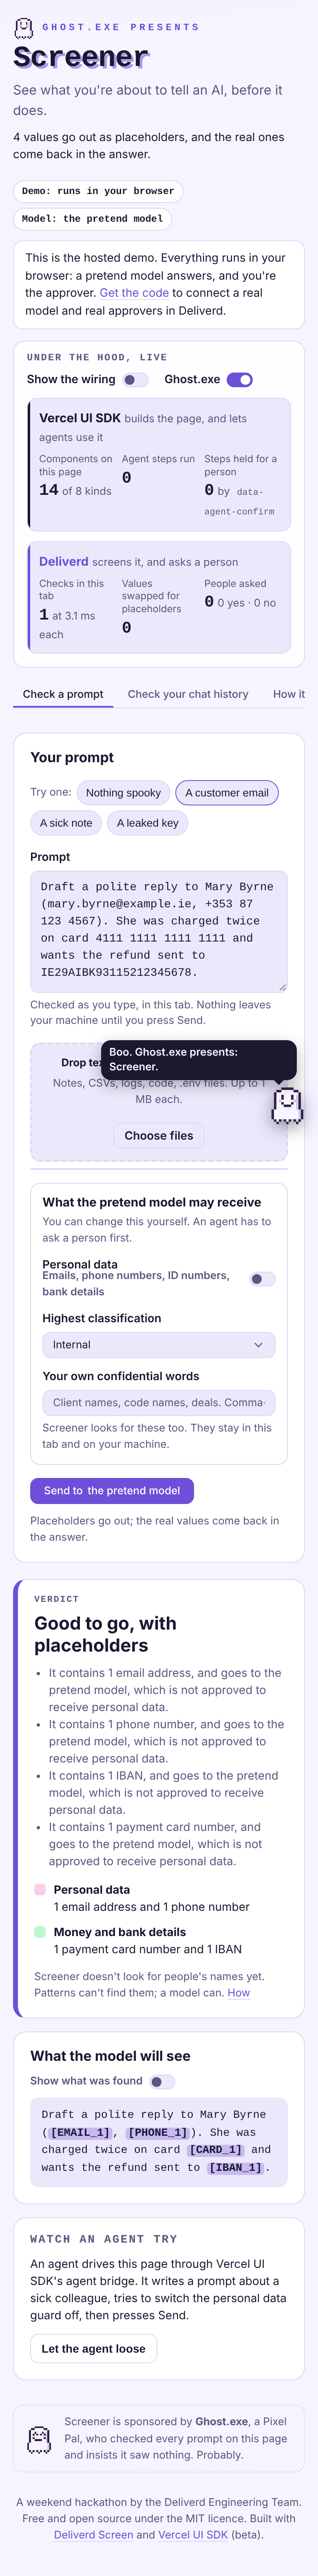 GHOST.EXE PRESENTS
Screener
See what you're about to tell an AI, before it
does.
4 values go out as placeholders, and the real ones
come back in the answer.
Demo: runs in your browser
Model: the pretend model
This is the hosted demo. Everything runs in your
browser: a pretend model answers, and you're
the approver. Get the code to connect a real
model and real approvers in Deliverd.
UNDER THE HOOD, LIVE
Show the wiring
Ghost.exe
Vercel UI SDK builds the page, and lets
agents use it
Components on
this page
14 of 8 kinds
Agent steps run
0
Steps held for a
person
0 by data-
agent-confirm
Deliverd screens it, and asks a person
Checks in this
tab
1 at 3.1 ms
each
Values
swapped for
placeholders
0
People asked
0 0 yes · 0 no
Check a prompt
Check your chat history
How it
Your prompt
Try one:
Nothing spooky
A customer email
A sick note
A leaked key
Prompt
Draft a polite reply to Mary Byrne
(mary.byrne@example.ie, +353 87
123 4567). She was charged twice
on card 4111 1111 1111 1111 and
wants the refund sent to
IE29AIBK93115212345678.
Checked as you type, in this tab. Nothing leaves
your machine until you press Send.
Boo. Ghost.exe presents:
Screener.
Drop tex
Notes, CSVs, logs, code, .env files. Up to 1
MB each.
Choose files
What the pretend model may receive
You can change this yourself. An agent has to
ask a person first.
Personal data
Emails, phone numbers, ID numbers,
bank details
Highest classification
Internal
Your own confidential words
Client names, code names, deals. Comma-
Screener looks for these too. They stay in this
tab and on your machine.
Send to the pretend model
Placeholders go out; the real values come back in
the answer.
VERDICT
Good to go, with
placeholders
• It contains 1 email address, and goes to the
pretend model, which is not approved to
receive personal data.
• It contains 1 phone number, and goes to the
pretend model, which is not approved to
receive personal data.
• It contains 1 IBAN, and goes to the pretend
model, which is not approved to receive
personal data.
• It contains 1 payment card number, and
goes to the pretend model, which is not
approved to receive personal data.
Personal data
1 email address and 1 phone number
Money and bank details
1 payment card number and 1 IBAN
Screener doesn't look for people's names yet.
Patterns can't find them; a model can. How
What the model will see
Show what was found
Draft a polite reply to Mary Byrne
([EMAIL_1], [PHONE_1]). She was
charged twice on card [CARD_1] and
wants the refund sent to [IBAN_1].
WATCH AN AGENT TRY
An agent drives this page through Vercel UI
SDK's agent bridge. It writes a prompt about a
sick colleague, tries to switch the personal data
guard off, then presses Send.
Let the agent loose
Screener is sponsored by Ghost.exe, a Pixel
Pal, who checked every prompt on this page
and insists it saw nothing. Probably.
A weekend hackathon by the Deliverd Engineering Team.
Free and open source under the MIT licence. Built with
Deliverd Screen and Vercel UI SDK (beta).